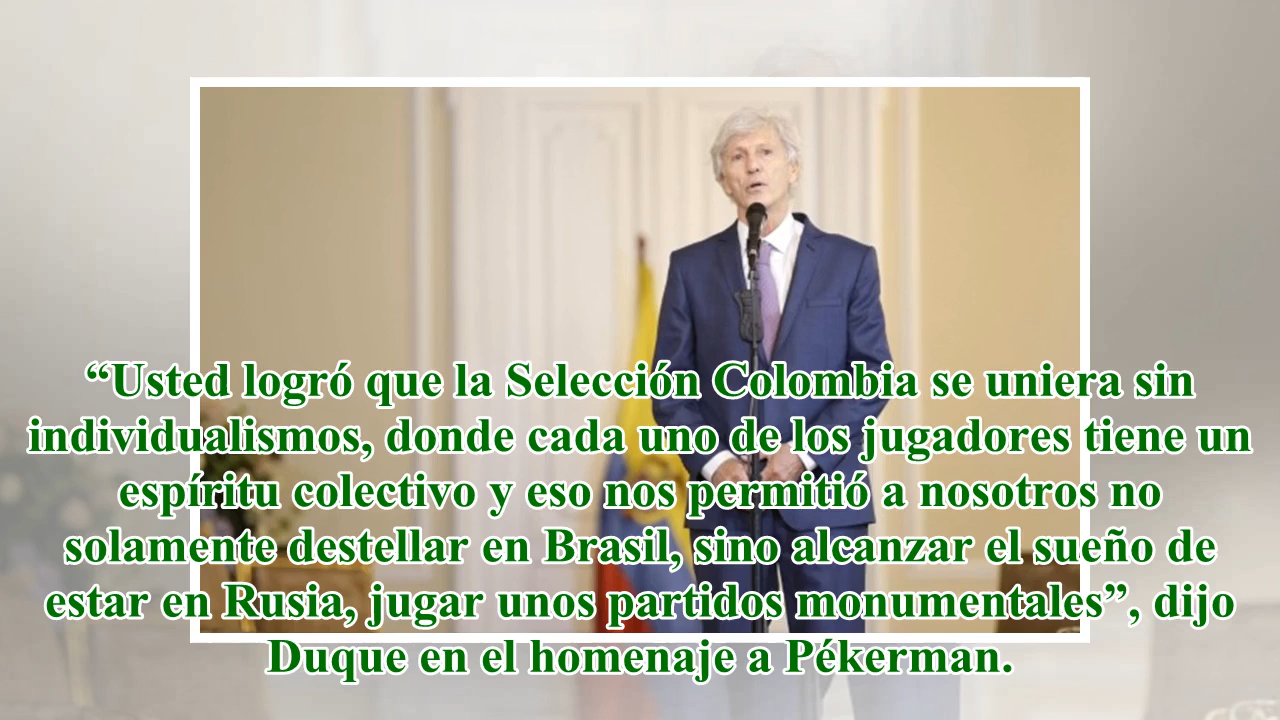 “Usted logró que la Selección Colombia se uniera sin
individualismos, donde cada uno de los jugadores tiene un
espíritu colectivo y eso nos permitió a nosotros no
solamente destellar en Brasil, sino alcanzar el sueño de
estar en Rusia, jugar unos partidos monumentales”, dijo
Duque en el homenaje a Pékerman.